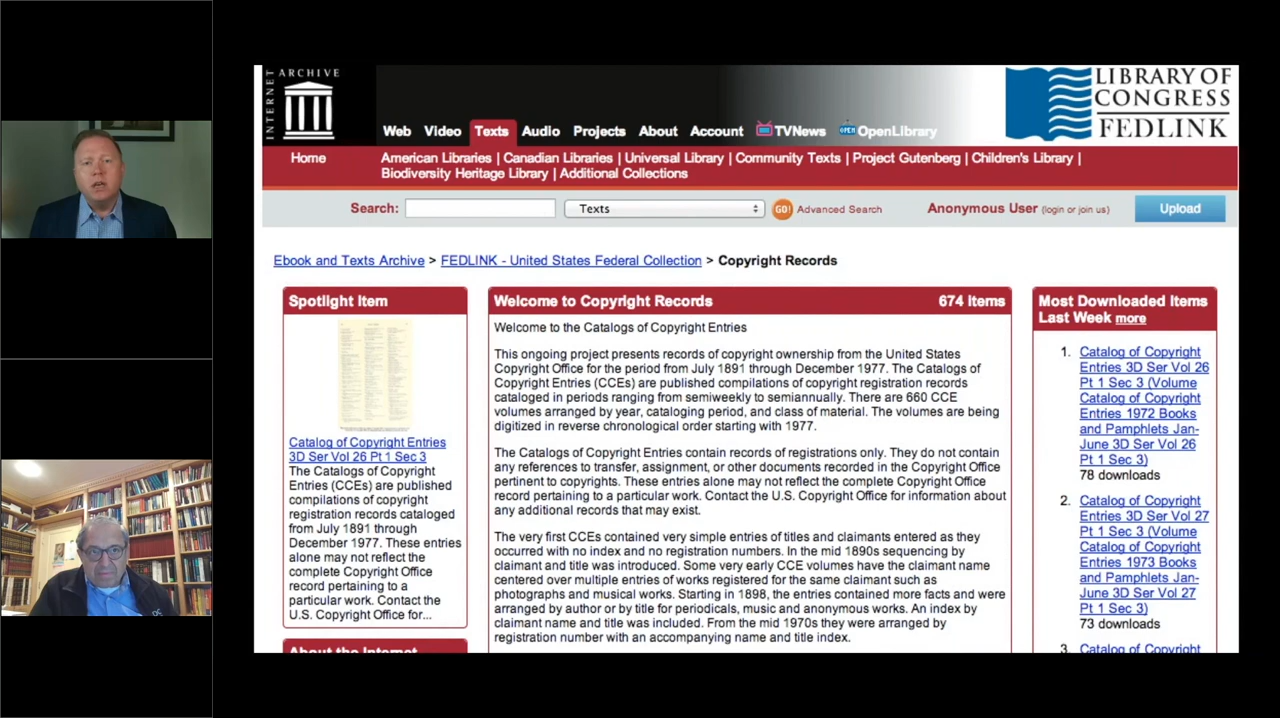 INTERNET
ARCHIVE
LIBRARY OF
CONGRESS
FEDLINK
Web Video Texts Audio Projects About Account TVNews OPEN OpenLibrary
Home
American Libraries | Canadian Libraries | Universal Library | Community Texts | Project Gutenberg | Children's Library |
Biodiversity Heritage Library | Additional Collections
Search: Texts GO! Advanced Search Anonymous User (login or join us) Upload
Ebook and Texts Archive > FEDLINK - United States Federal Collection > Copyright Records
Spotlight Item
Catalog of Copyright Entries
3D Ser Vol 26 Pt 1 Sec 3
The Catalogs of Copyright
Entries (CCEs) are published
compilations of copyright
registration records cataloged
from July 1891 through
December 1977. These entries
alone may not reflect the
complete Copyright Office
record pertaining to a
particular work. Contact the
U.S. Copyright Office for...
About the Internet
Welcome to Copyright Records 674 items
Welcome to the Catalogs of Copyright Entries
This ongoing project presents records of copyright ownership from the United States
Copyright Office for the period from July 1891 through December 1977. The Catalogs of
Copyright Entries (CCEs) are published compilations of copyright registration records
cataloged in periods ranging from semiweekly to semiannually. There are 660 CCE
volumes arranged by year, cataloging period, and class of material. The volumes are being
digitized in reverse chronological order starting with 1977.
The Catalogs of Copyright Entries contain records of registrations only. They do not contain
any references to transfer, assignment, or other documents recorded in the Copyright Office
pertinent to copyrights. These entries alone may not reflect the complete Copyright Office
record pertaining to a particular work. Contact the U.S. Copyright Office for information about
any additional records that may exist.
The very first CCEs contained very simple entries of titles and claimants entered as they
occurred with no index and no registration numbers. In the mid 1890s sequencing by
claimant and title was introduced. Some very early CCE volumes have the claimant name
centered over multiple entries of works registered for the same claimant such as
photographs and musical works. Starting in 1898, the entries contained more facts and were
arranged by author or by title for periodicals, music and anonymous works. An index by
claimant name and title was included. From the mid 1970s they were arranged by
registration number with an accompanying name and title index.
Most Downloaded Items
Last Week more
1. Catalog of Copyright
Entries 3D Ser Vol 26
Pt 1 Sec 3 (Volume
Catalog of Copyright
Entries 1972 Books
and Pamphlets Jan-
June 3D Ser Vol 26
Pt 1 Sec 3)
78 downloads
2. Catalog of Copyright
Entries 3D Ser Vol 27
Pt 1 Sec 3 (Volume
Catalog of Copyright
Entries 1973 Books
and Pamphlets Jan-
June 3D Ser Vol 27
Pt 1 Sec 3)
73 downloads
3. Catalog of Copyright